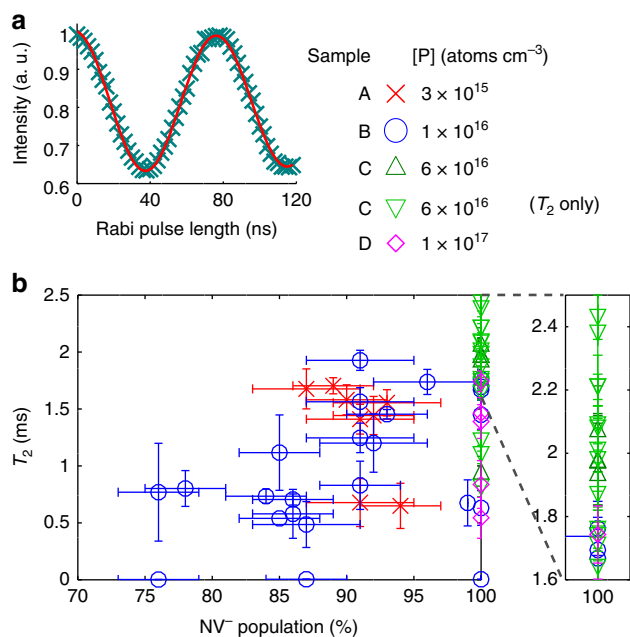 a
1
0.9
0.8
0.7
0.6
Intensity (a. u.)
0 40 80 120
Rabi pulse length (ns)
Sample [P] (atoms cm⁻³)
A 3 × 10¹⁵
B 1 × 10¹⁶
C 6 × 10¹⁶
C 6 × 10¹⁶ (T₂ only)
D 1 × 10¹⁷
b
2.5
2
1.5
1
0.5
0
T₂ (ms)
70 75 80 85 90 95 100
NV⁻ population (%)
2.4
2.2
2
1.8
1.6
100